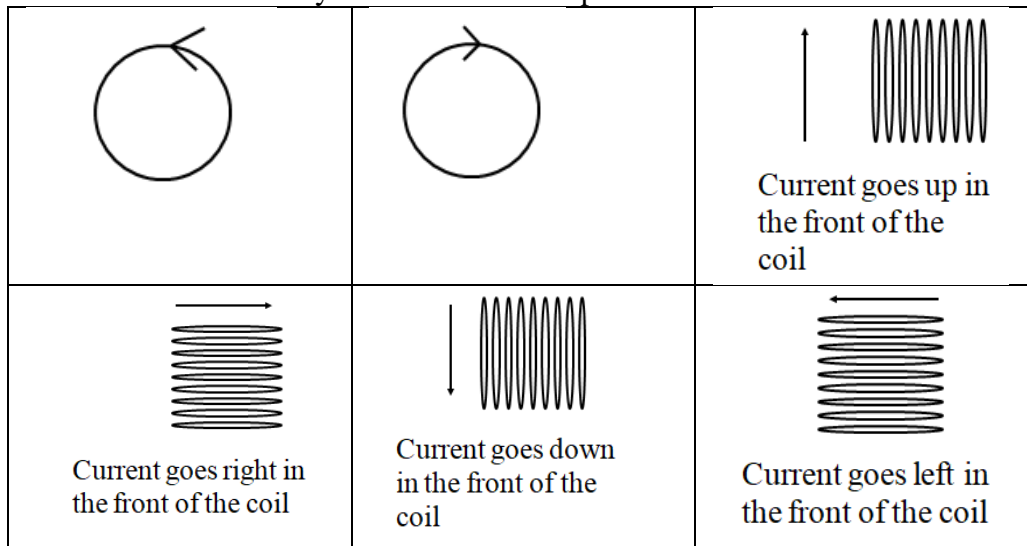 Current goes up in
the front of the
coil
Current goes right in
the front of the coil
Current goes down
in the front of the
coil
Current goes left in
the front of the coil